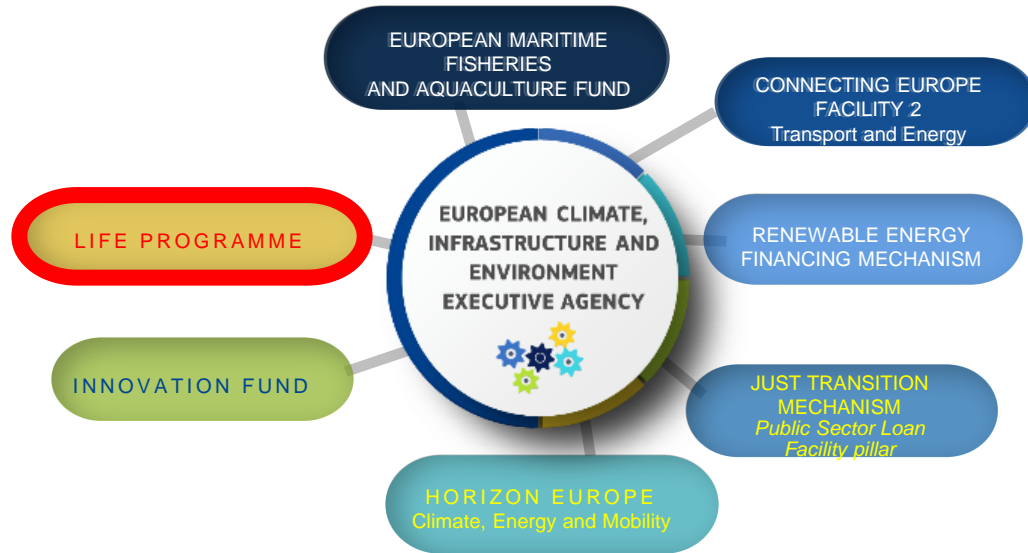 EUROPEAN MARITIME
FISHERIES
AND AQUACULTURE FUND
CONNECTING EUROPE
FACILITY 2
Transport and Energy
LIFE PROGRAMME
EUROPEAN CLIMATE,
INFRASTRUCTURE AND
ENVIRONMENT
EXECUTIVE AGENCY
RENEWABLE ENERGY
FINANCING MECHANISM
INNOVATION FUND
JUST TRANSITION
MECHANISM
Public Sector Loan
Facility pillar
HORIZON EUROPE
Climate, Energy and Mobility